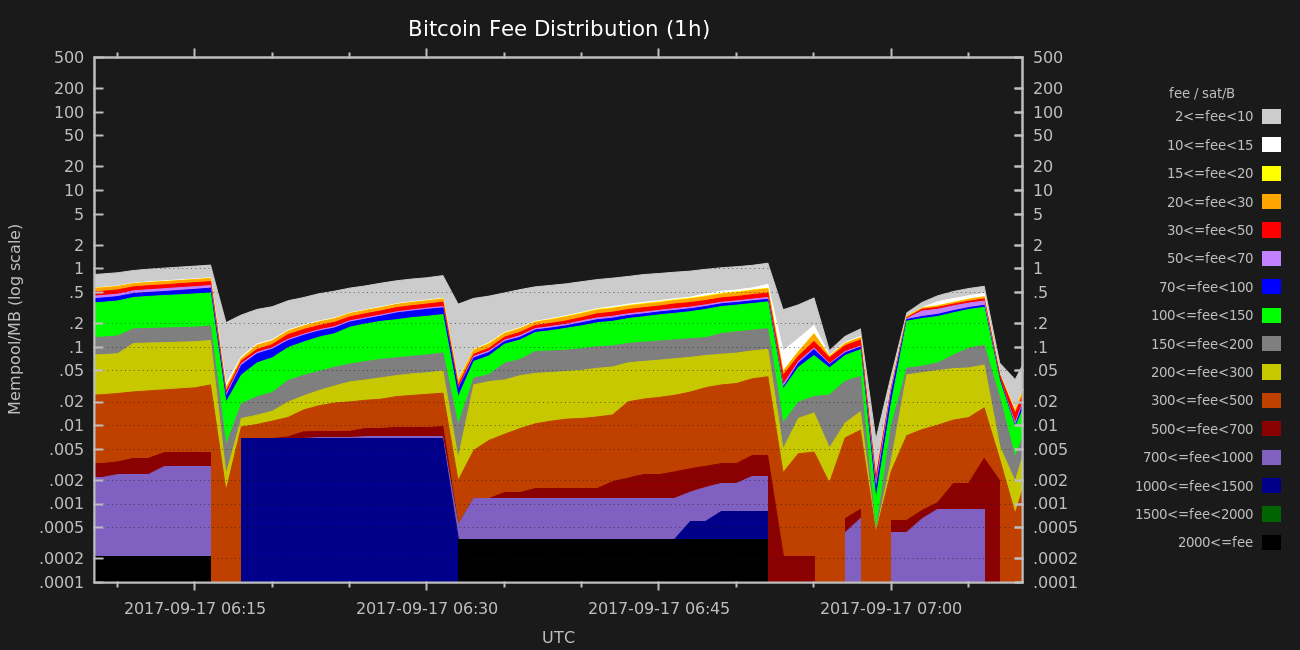 Bitcoin Fee Distribution (1h)
Mempool/MB (log scale)
500
200
100
50
20
10
5
2
1
.5
.2
.1
.05
.02
.01
.005
.002
.001
.0005
.0002
.0001
500
200
100
50
20
10
5
2
1
.5
.2
.1
.05
.02
.01
.005
.002
.001
.0005
.0002
.0001
2017-09-17 06:15
2017-09-17 06:30
2017-09-17 06:45
2017-09-17 07:00
UTC
fee / sat/B
2<=fee<10
10<=fee<15
15<=fee<20
20<=fee<30
30<=fee<50
50<=fee<70
70<=fee<100
100<=fee<150
150<=fee<200
200<=fee<300
300<=fee<500
500<=fee<700
700<=fee<1000
1000<=fee<1500
1500<=fee<2000
2000<=fee